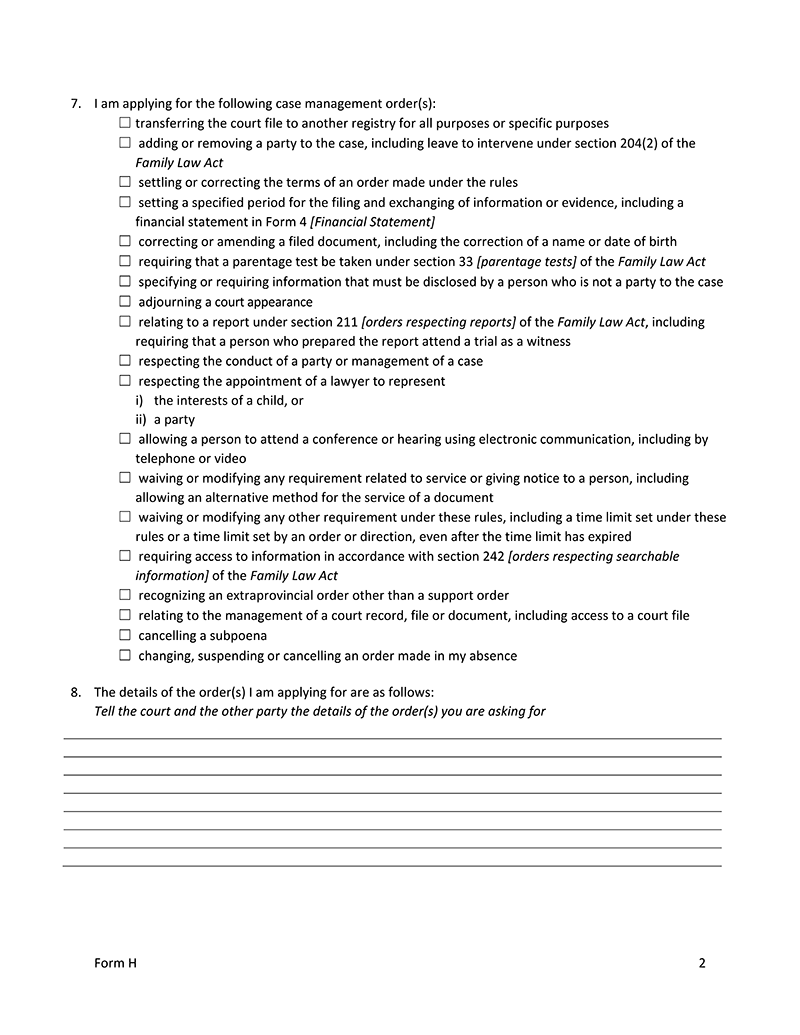 7. I am applying for the following case management order(s):
☐ transferring the court file to another registry for all purposes or specific purposes
☐ adding or removing a party to the case, including leave to intervene under section 204(2) of the
Family Law Act
☐ settling or correcting the terms of an order made under the rules
☐ setting a specified period for the filing and exchanging of information or evidence, including a
financial statement in Form 4 [Financial Statement]
☐ correcting or amending a filed document, including the correction of a name or date of birth
☐ requiring that a parentage test be taken under section 33 [parentage tests] of the Family Law Act
☐ specifying or requiring information that must be disclosed by a person who is not a party to the case
☐ adjourning a court appearance
☐ relating to a report under section 211 [orders respecting reports] of the Family Law Act, including
requiring that a person who prepared the report attend a trial as a witness
☐ respecting the conduct of a party or management of a case
☐ respecting the appointment of a lawyer to represent
i) the interests of a child, or
ii) a party
☐ allowing a person to attend a conference or hearing using electronic communication, including by
telephone or video
☐ waiving or modifying any requirement related to service or giving notice to a person, including
allowing an alternative method for the service of a document
☐ waiving or modifying any other requirement under these rules, including a time limit set under these
rules or a time limit set by an order or direction, even after the time limit has expired
☐ requiring access to information in accordance with section 242 [orders respecting searchable
information] of the Family Law Act
☐ recognizing an extraprovincial order other than a support order
☐ relating to the management of a court record, file or document, including access to a court file
☐ cancelling a subpoena
☐ changing, suspending or cancelling an order made in my absence
8. The details of the order(s) I am applying for are as follows:
Tell the court and the other party the details of the order(s) you are asking for
Form H 2